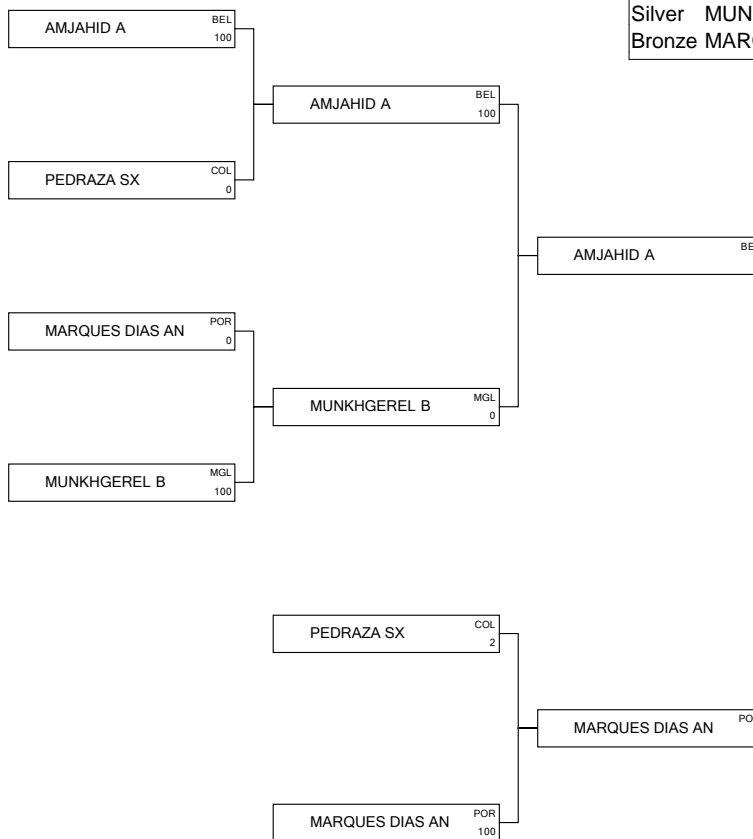 Silver MUN
Bronze MAR
AMJAHID A BEL
100
AMJAHID A BEL
100
PEDRAZA SX COL
0
AMJAHID A BE
MARQUES DIAS AN POR
0
MUNKHGEREL B MGL
0
MUNKHGEREL B MGL
100
PEDRAZA SX COL
2
MARQUES DIAS AN PO
MARQUES DIAS AN POR
100